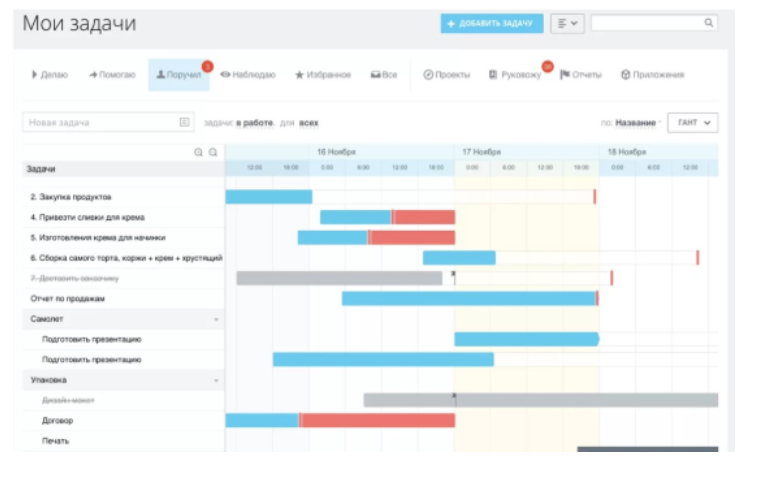 Мои задачи
+ ДОБАВИТЬ ЗАДАЧУ
Делаю Помогаю Поручил Наблюдаю Избранное Все Проекты Руковожу Отчеты Приложения
Новая задача задачи: в работе, для всех по: Название ГАНТ
16 Ноября 17 Ноября 18 Ноября
Задачи 12:00 18:00 0:00 6:00 12:00 18:00 0:00 6:00 12:00 18:00 0:00 6:00 12:00
2. Закупка продуктов
4. Привезти сливки для крема
5. Изготовления крема для начинки
6. Сборка самого торта, коржи + крем + хрустящий
7. Доставить заказчику
Отчет по продажам
Самолет
Подготовить презентацию
Подготовить презентацию
Упаковка
Дизайн-макет
Договор
Печать